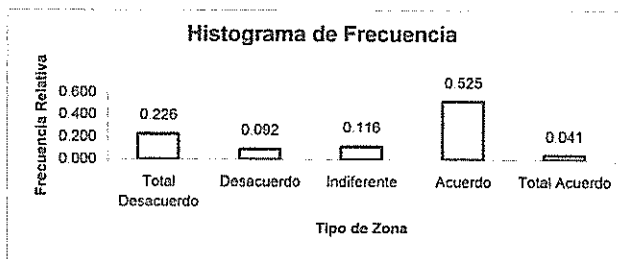 Histograma de Frecuencia
Frecuencia Relativa
0.600
0.400
0.200
0.000
0.226
0.092
0.116
0.525
0.041
Total Desacuerdo
Desacuerdo
Indiferente
Acuerdo
Total Acuerdo
Tipo de Zona